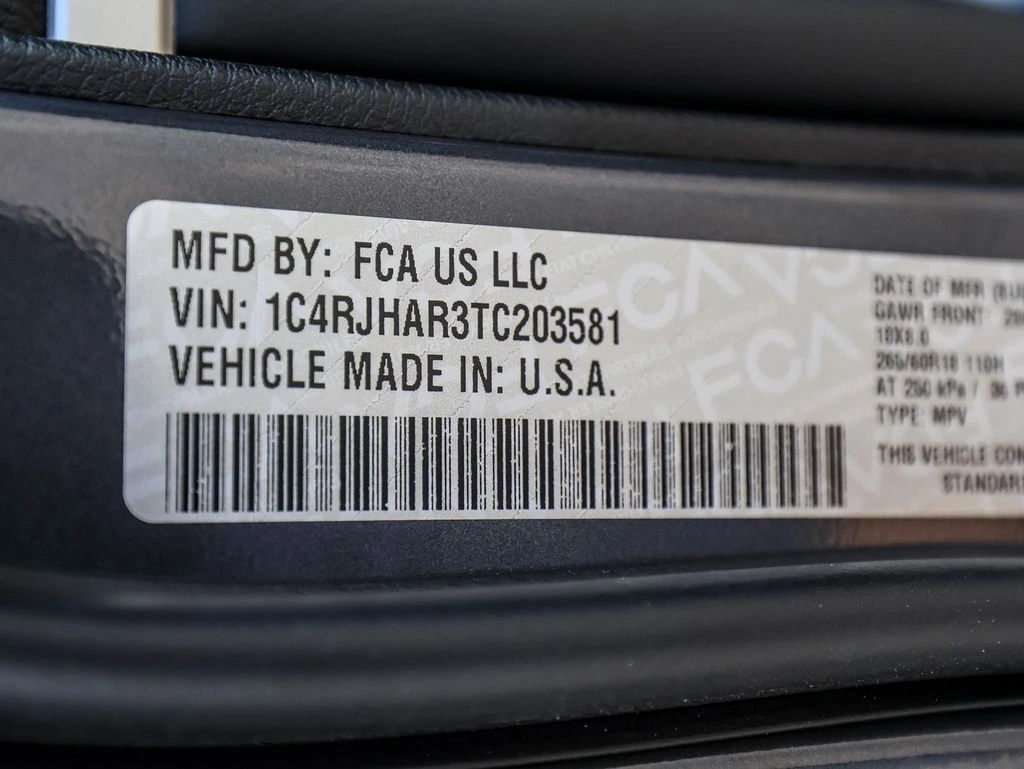 MFD BY: FCA US LLC
VIN: 1C4RJHAR3TC203581
VEHICLE MADE IN: U.S.A.
DATE OF MFR
GAWR FRONT:
18X8.0
265/60R18 110H
AT 250 kPa / 36
TYPE: MPV
THIS VEHICLE